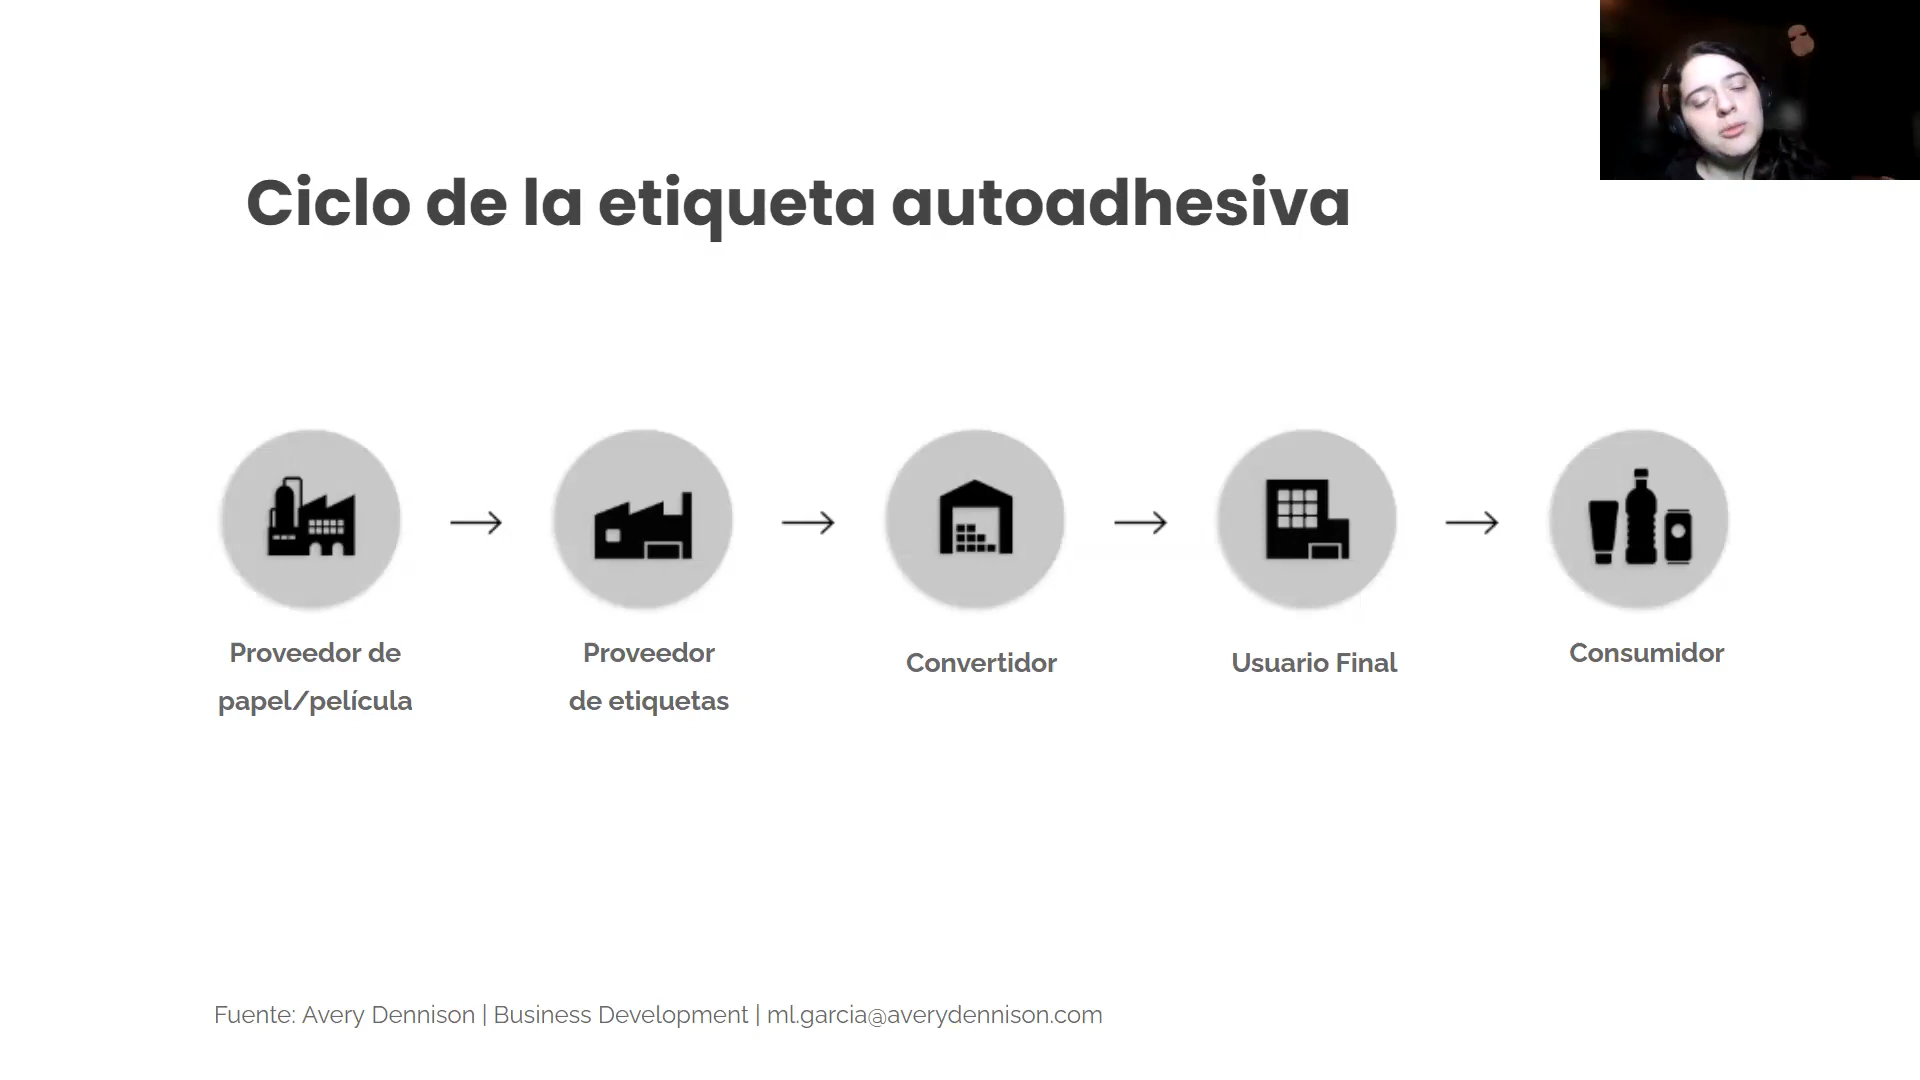 Ciclo de la etiqueta autoadhesiva
Proveedor de
papel/película
Proveedor
de etiquetas
Convertidor
Usuario Final
Consumidor
Fuente: Avery Dennison | Business Development | ml.garcia@averydennison.com